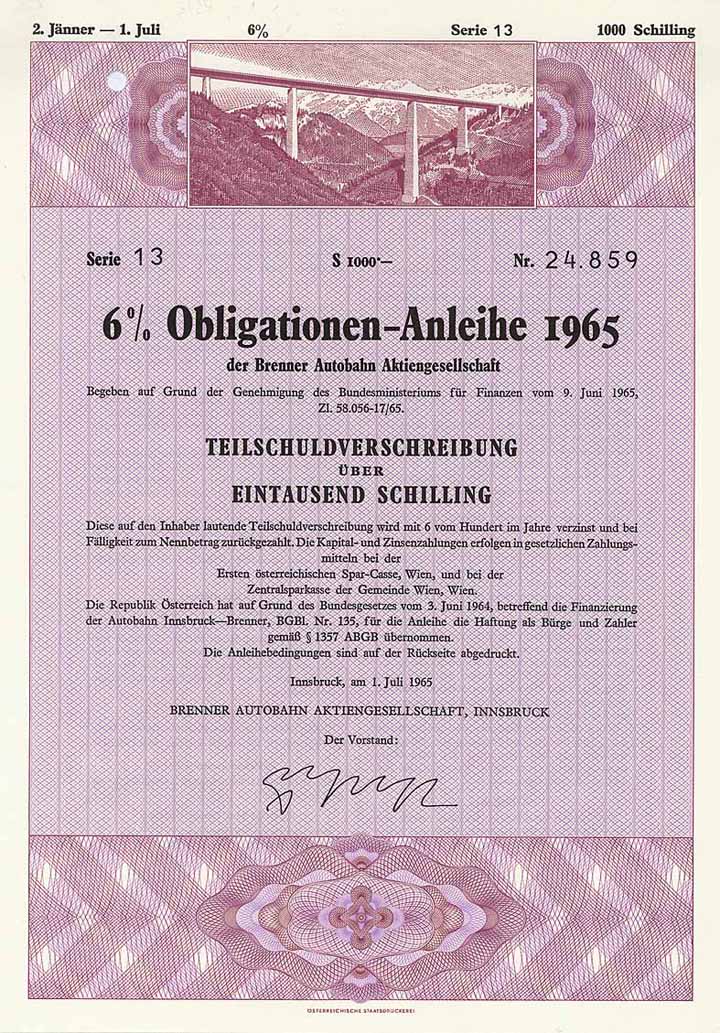 2. Jänner — 1. Juli 6% Serie 13 1000 Schilling
Serie 13 S 1000·— Nr. 24.859
6% Obligationen-Anleihe 1965
der Brenner Autobahn Aktiengesellschaft
Begeben auf Grund der Genehmigung des Bundesministeriums für Finanzen vom 9. Juni 1965,
Zl. 58.056-17/65.
TEILSCHULDVERSCHREIBUNG
ÜBER
EINTAUSEND SCHILLING
Diese auf den Inhaber lautende Teilschuldverschreibung wird mit 6 vom Hundert im Jahre verzinst und bei
Fälligkeit zum Nennbetrag zurückgezahlt. Die Kapital- und Zinsenzahlungen erfolgen in gesetzlichen Zahlungs-
mitteln bei der
Ersten österreichischen Spar-Casse, Wien, und bei der
Zentralsparkasse der Gemeinde Wien, Wien.
Die Republik Österreich hat auf Grund des Bundesgesetzes vom 3. Juni 1964, betreffend die Finanzierung
der Autobahn Innsbruck—Brenner, BGBl. Nr. 135, für die Anleihe die Haftung als Bürge und Zahler
gemäß § 1357 ABGB übernommen.
Die Anleihebedingungen sind auf der Rückseite abgedruckt.
Innsbruck, am 1. Juli 1965
BRENNER AUTOBAHN AKTIENGESELLSCHAFT, INNSBRUCK
Der Vorstand:
ÖSTERREICHISCHE STAATSDRUCKEREI